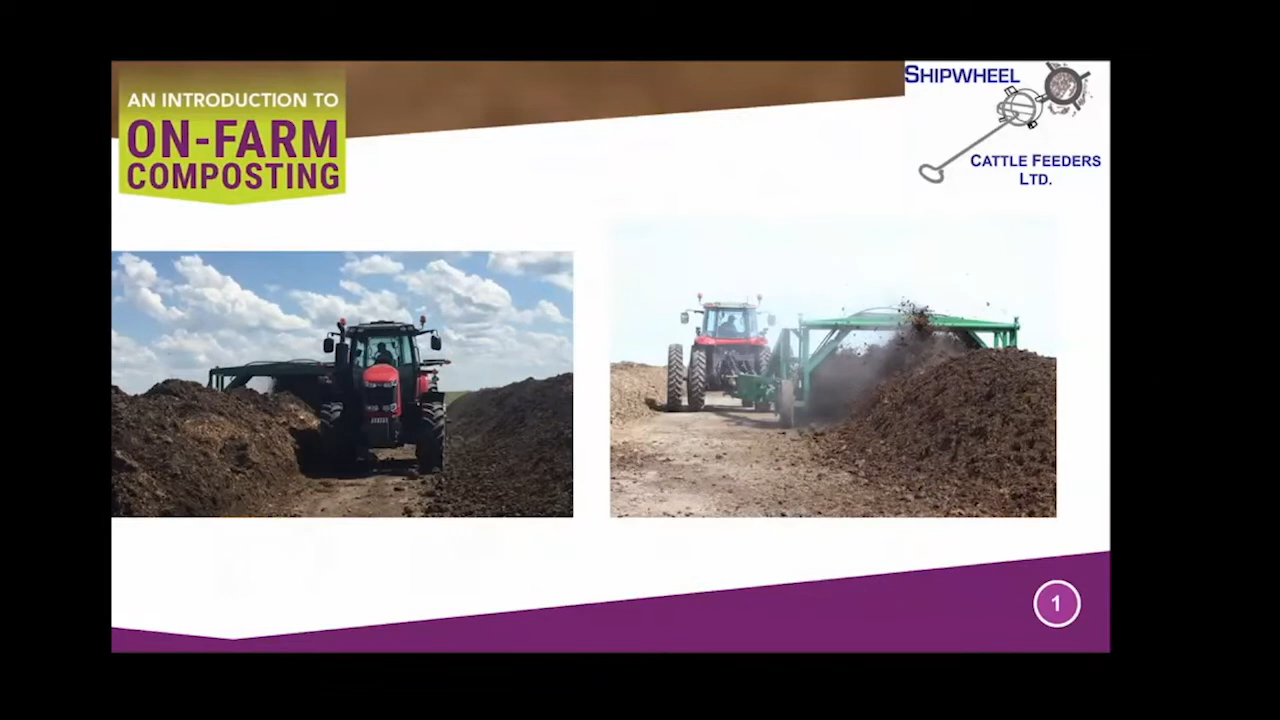 AN INTRODUCTION TO
ON-FARM
COMPOSTING
SHIPWHEEL
CATTLE FEEDERS
LTD.
1